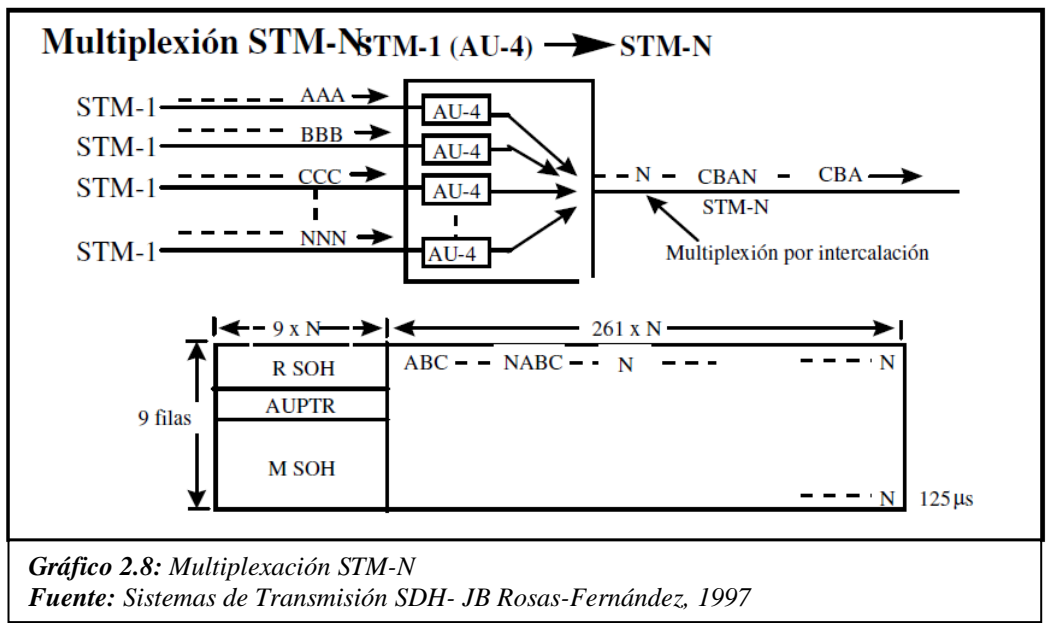 Multiplexión STM-N STM-1 (AU-4) STM-N
STM-1 AAA AU-4
STM-1 BBB AU-4
STM-1 CCC AU-4
N CBAN CBA
STM-N
STM-1 NNN AU-4
Multiplexión por intercalación
9 x N 261 x N
R SOH ABC NABC N N
9 filas AUPTR
M SOH
N 125 µs
Gráfico 2.8: Multiplexación STM-N
Fuente: Sistemas de Transmisión SDH- JB Rosas-Fernández, 1997